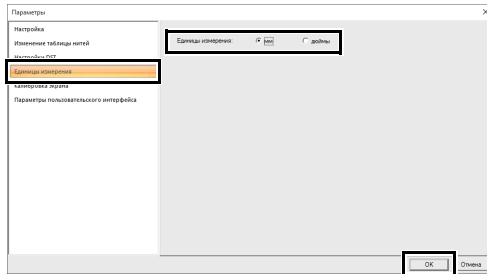 Параметры
Настройка
Изменение таблицы нитей
Настройки DST
Единицы измерения
Калибровка экрана
Параметры пользовательского интерфейса
Единицы измерения: мм дюймы
OK Отмена